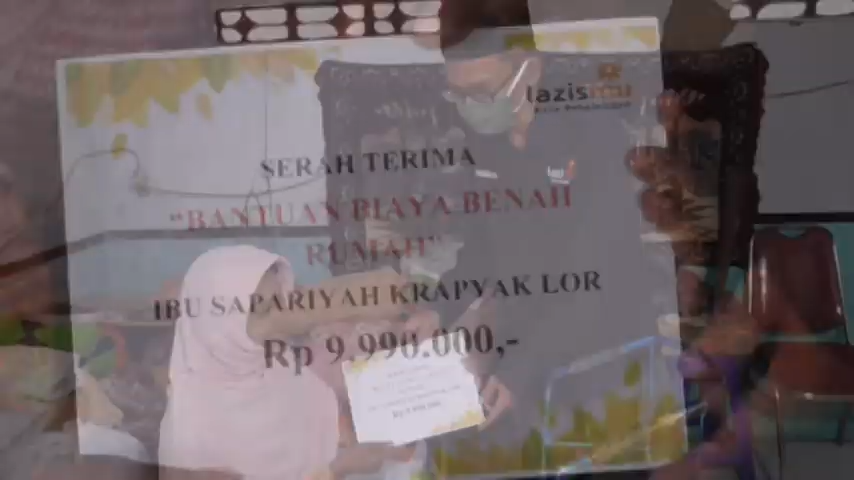 lazismu
SERAH TERIMA
"BANTUAN BIAYA BENAH
RUMAH"
IBU SAPARIYAH KRAPYAK LOR
Rp 9.990.000,-